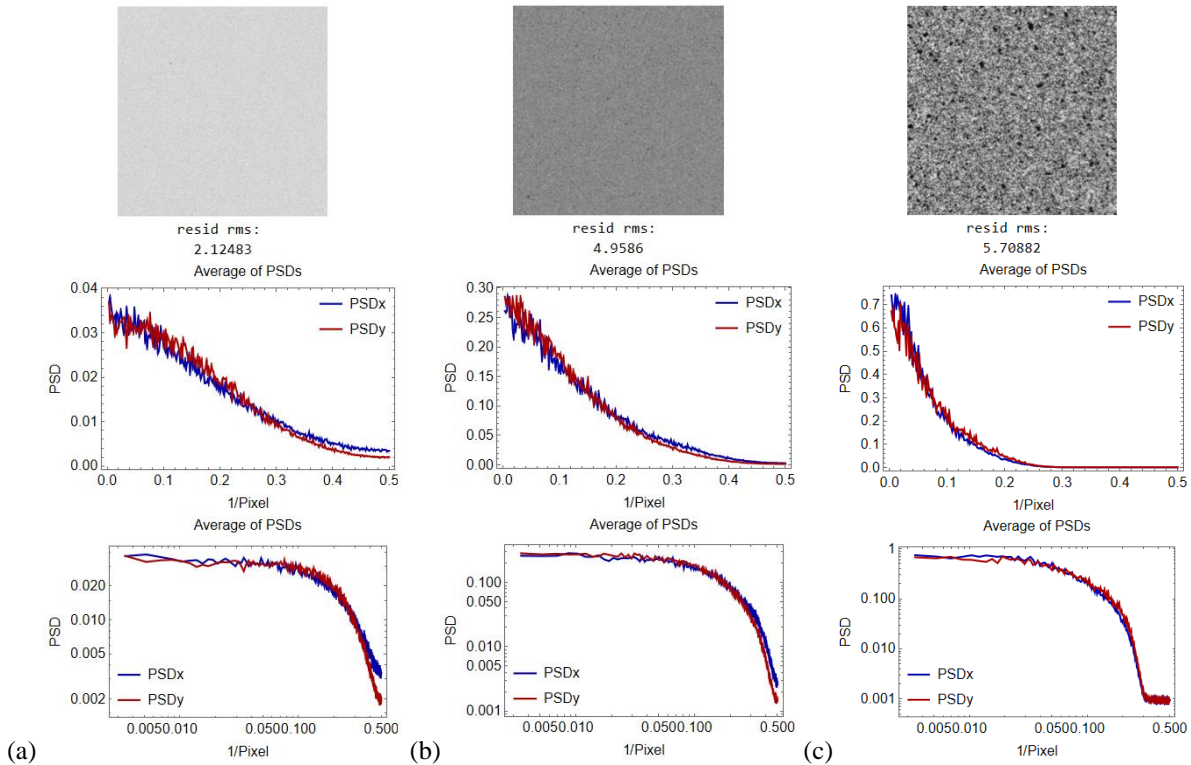 resid rms:
2.12483
Average of PSDs
0.04
0.03
0.02
0.01
0.00
PSD
PSDx
PSDy
0.0
0.1
0.2
0.3
0.4
0.5
1/Pixel
Average of PSDs
0.020
0.010
0.005
0.002
PSD
PSDx
PSDy
0.0050.010
0.0500.100
0.500
1/Pixel
(a)
resid rms:
4.9586
Average of PSDs
0.30
0.25
0.20
0.15
0.10
0.05
0.00
PSD
PSDx
PSDy
0.0
0.1
0.2
0.3
0.4
0.5
1/Pixel
Average of PSDs
0.100
0.050
0.010
0.005
0.001
PSD
PSDx
PSDy
0.0050.010
0.0500.100
0.500
1/Pixel
(b)
resid rms:
5.70882
Average of PSDs
0.7
0.6
0.5
0.4
0.3
0.2
0.1
0.0
PSD
PSDx
PSDy
0.0
0.1
0.2
0.3
0.4
0.5
1/Pixel
Average of PSDs
1
0.100
0.010
0.001
PSD
PSDx
PSDy
0.0050.010
0.0500.100
0.500
1/Pixel
(c)